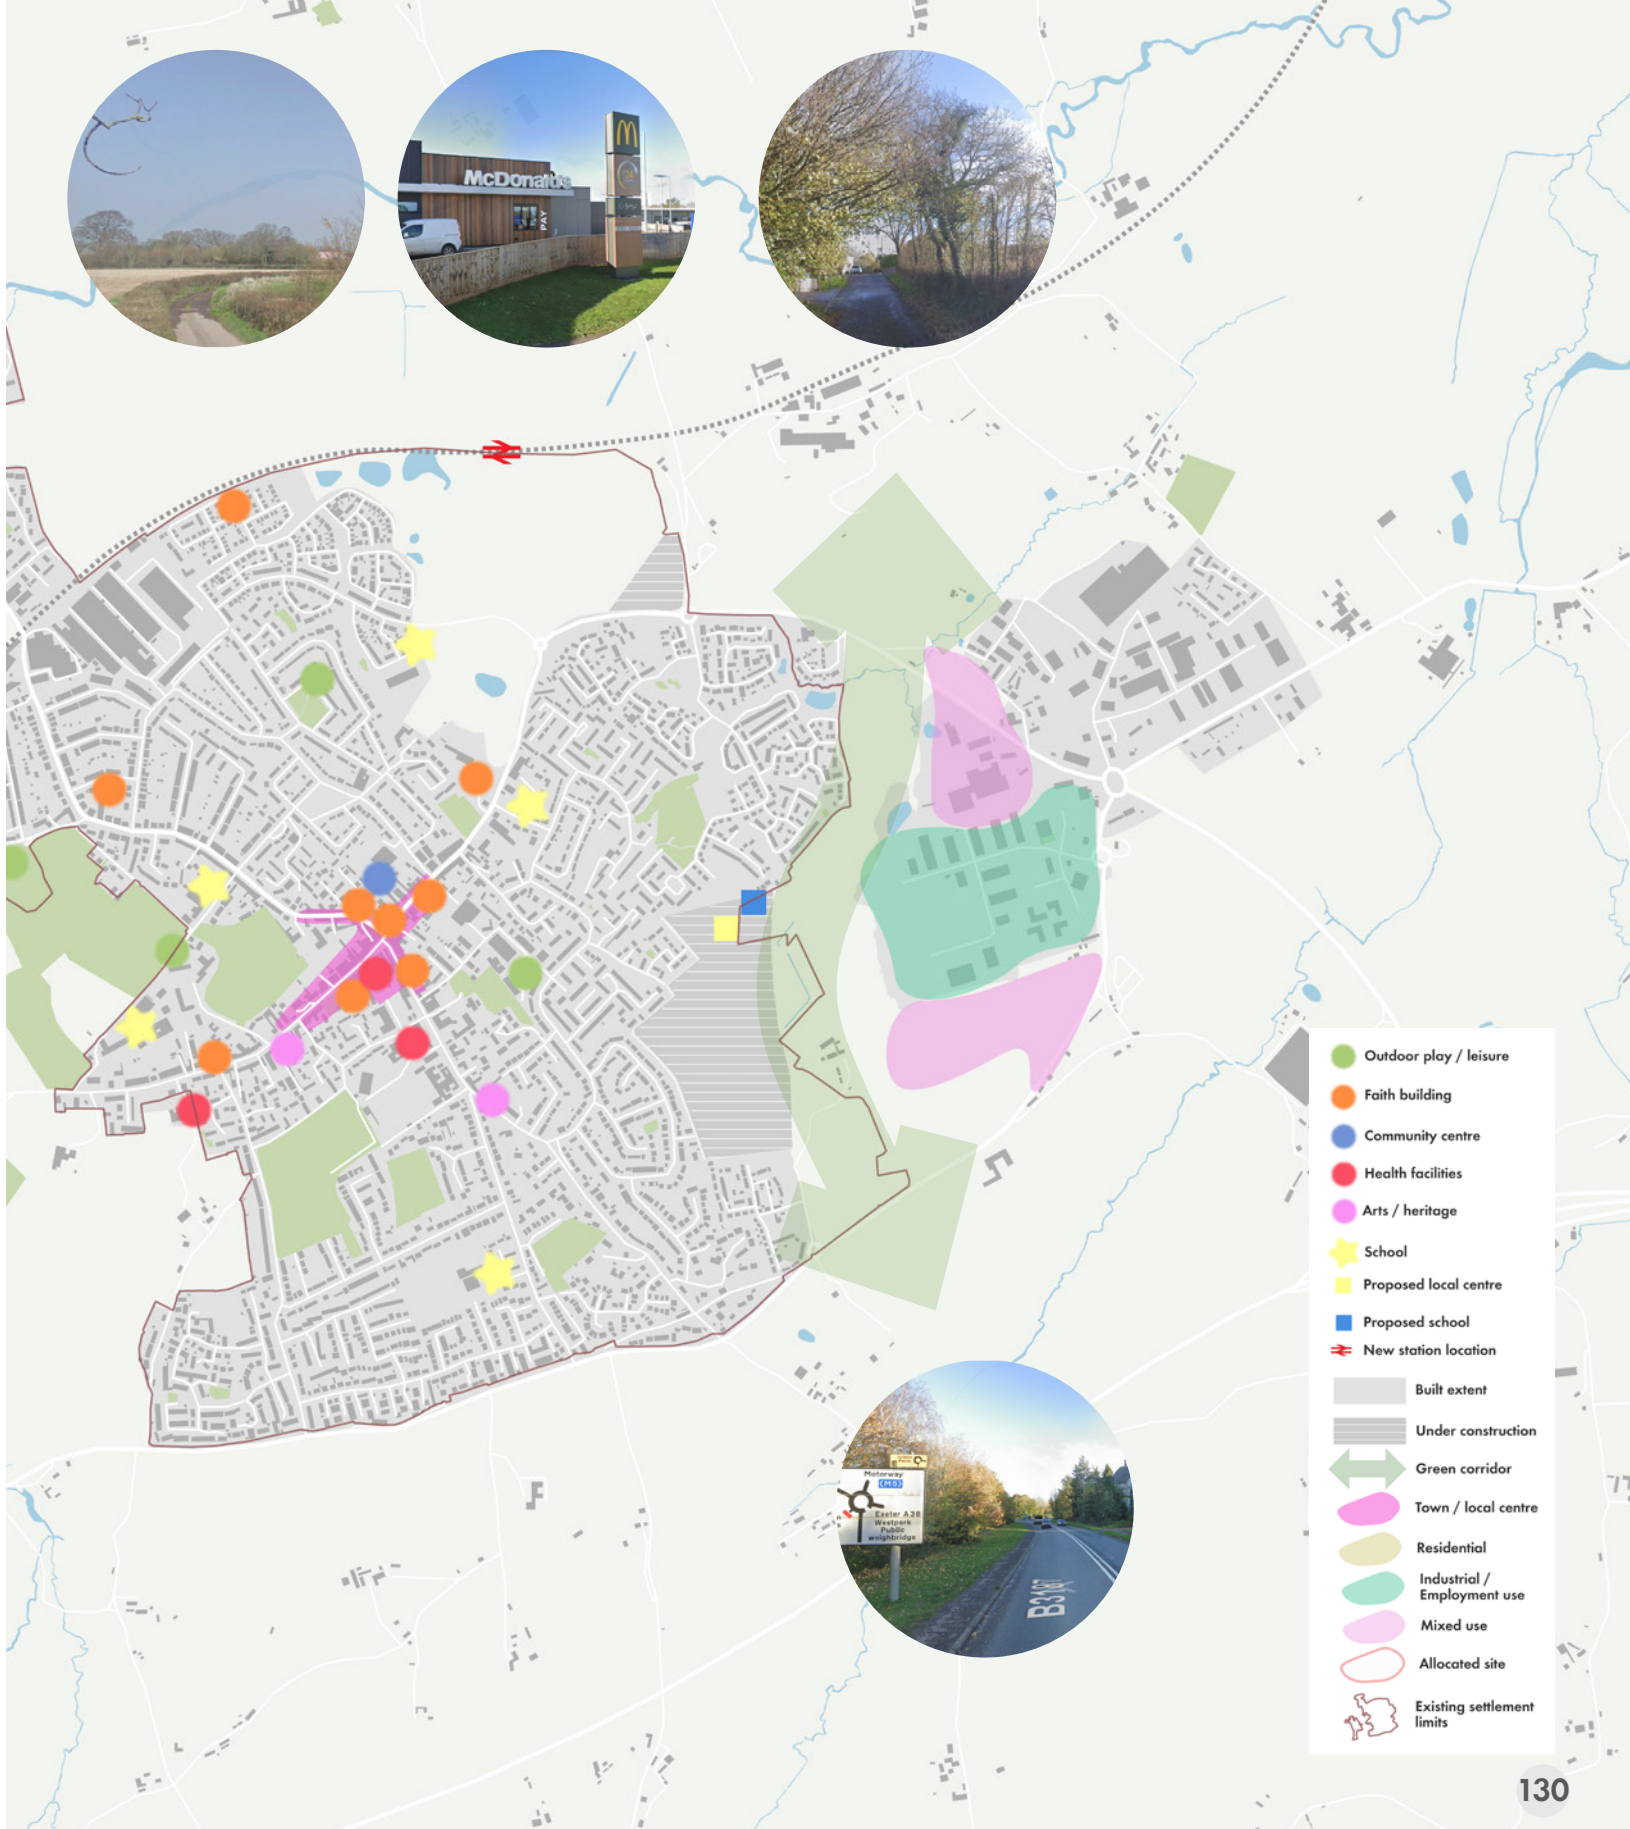 McDonald's
PAY
24
Outdoor play / leisure
Faith building
Community centre
Health facilities
Arts / heritage
School
Proposed local centre
Proposed school
New station location
Built extent
Under construction
Green corridor
Town / local centre
Residential
Industrial /
Employment use
Mixed use
Allocated site
Existing settlement
limits
Motorway
(M5)
Exeter A38
Westpark
Public
weighbridge
B3187
130